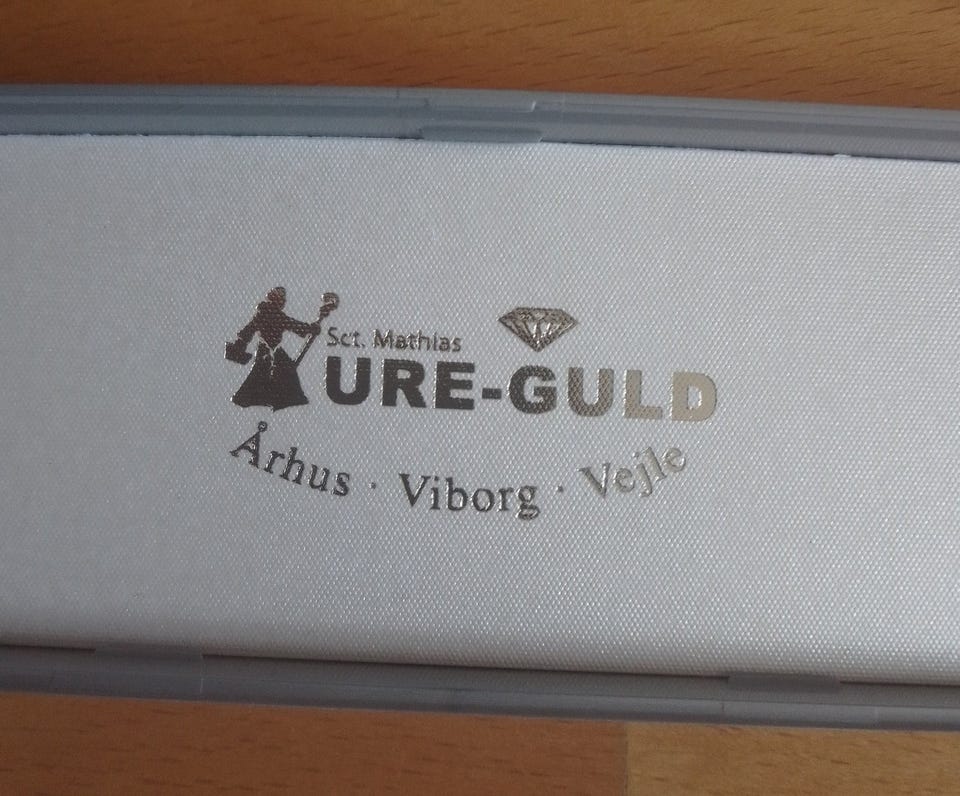 Sct. Mathias
URE-GULD
Århus · Viborg · Vejle